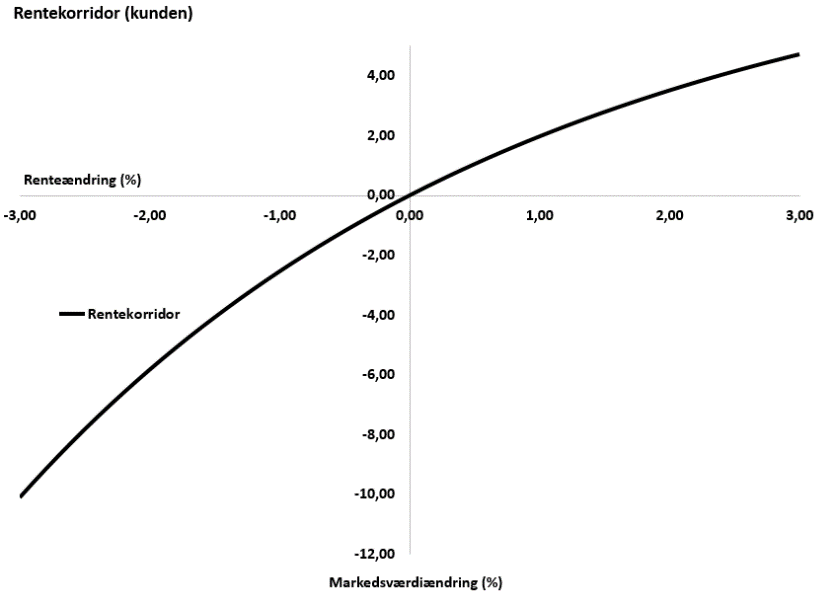 Rentekorridor (kunden)
4,00
2,00
Renteændring (%)
0,00
-3,00 -2,00 -1,00 0,00 1,00 2,00 3,00
-2,00
Rentekorridor
-4,00
-6,00
-8,00
-10,00
-12,00
Markedsværdiændring (%)